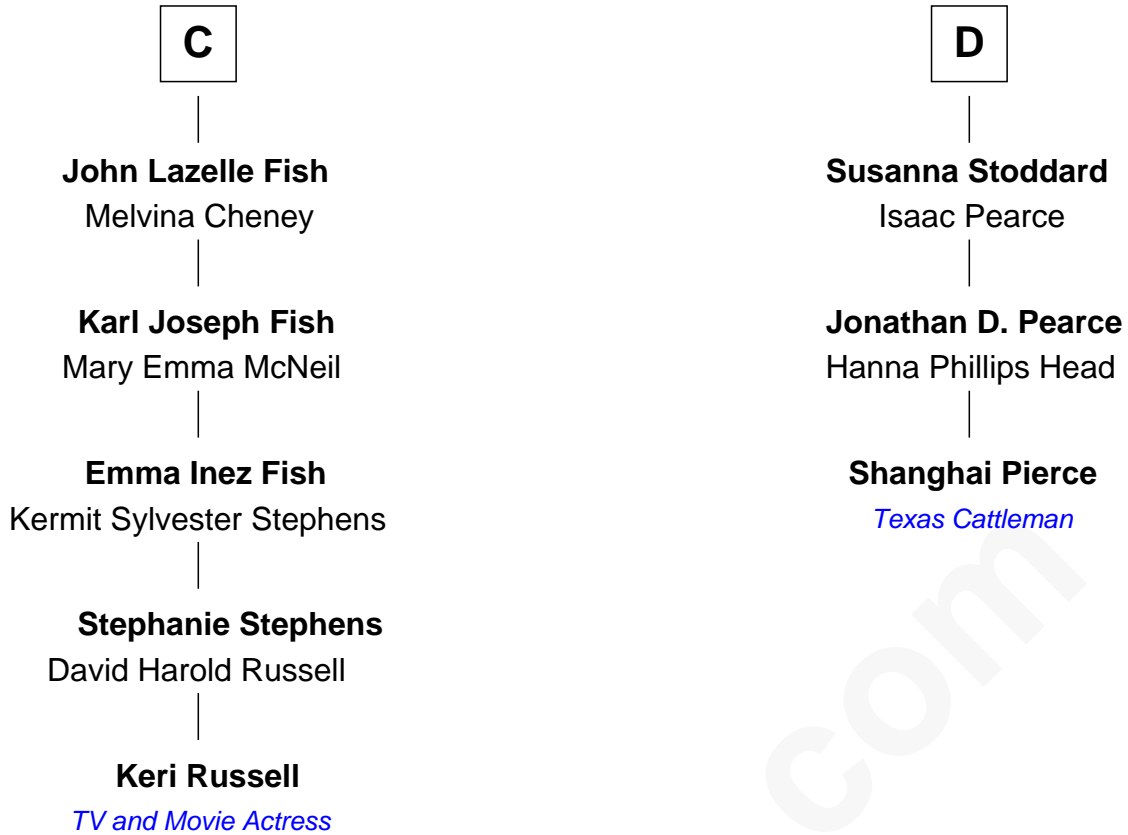 C
John Lazelle Fish
Melvina Cheney
Karl Joseph Fish
Mary Emma McNeil
Emma Inez Fish
Kermit Sylvester Stephens
Stephanie Stephens
David Harold Russell
Keri Russell
TV and Movie Actress
D
Susanna Stoddard
Isaac Pearce
Jonathan D. Pearce
Hanna Phillips Head
Shanghai Pierce
Texas Cattleman
com